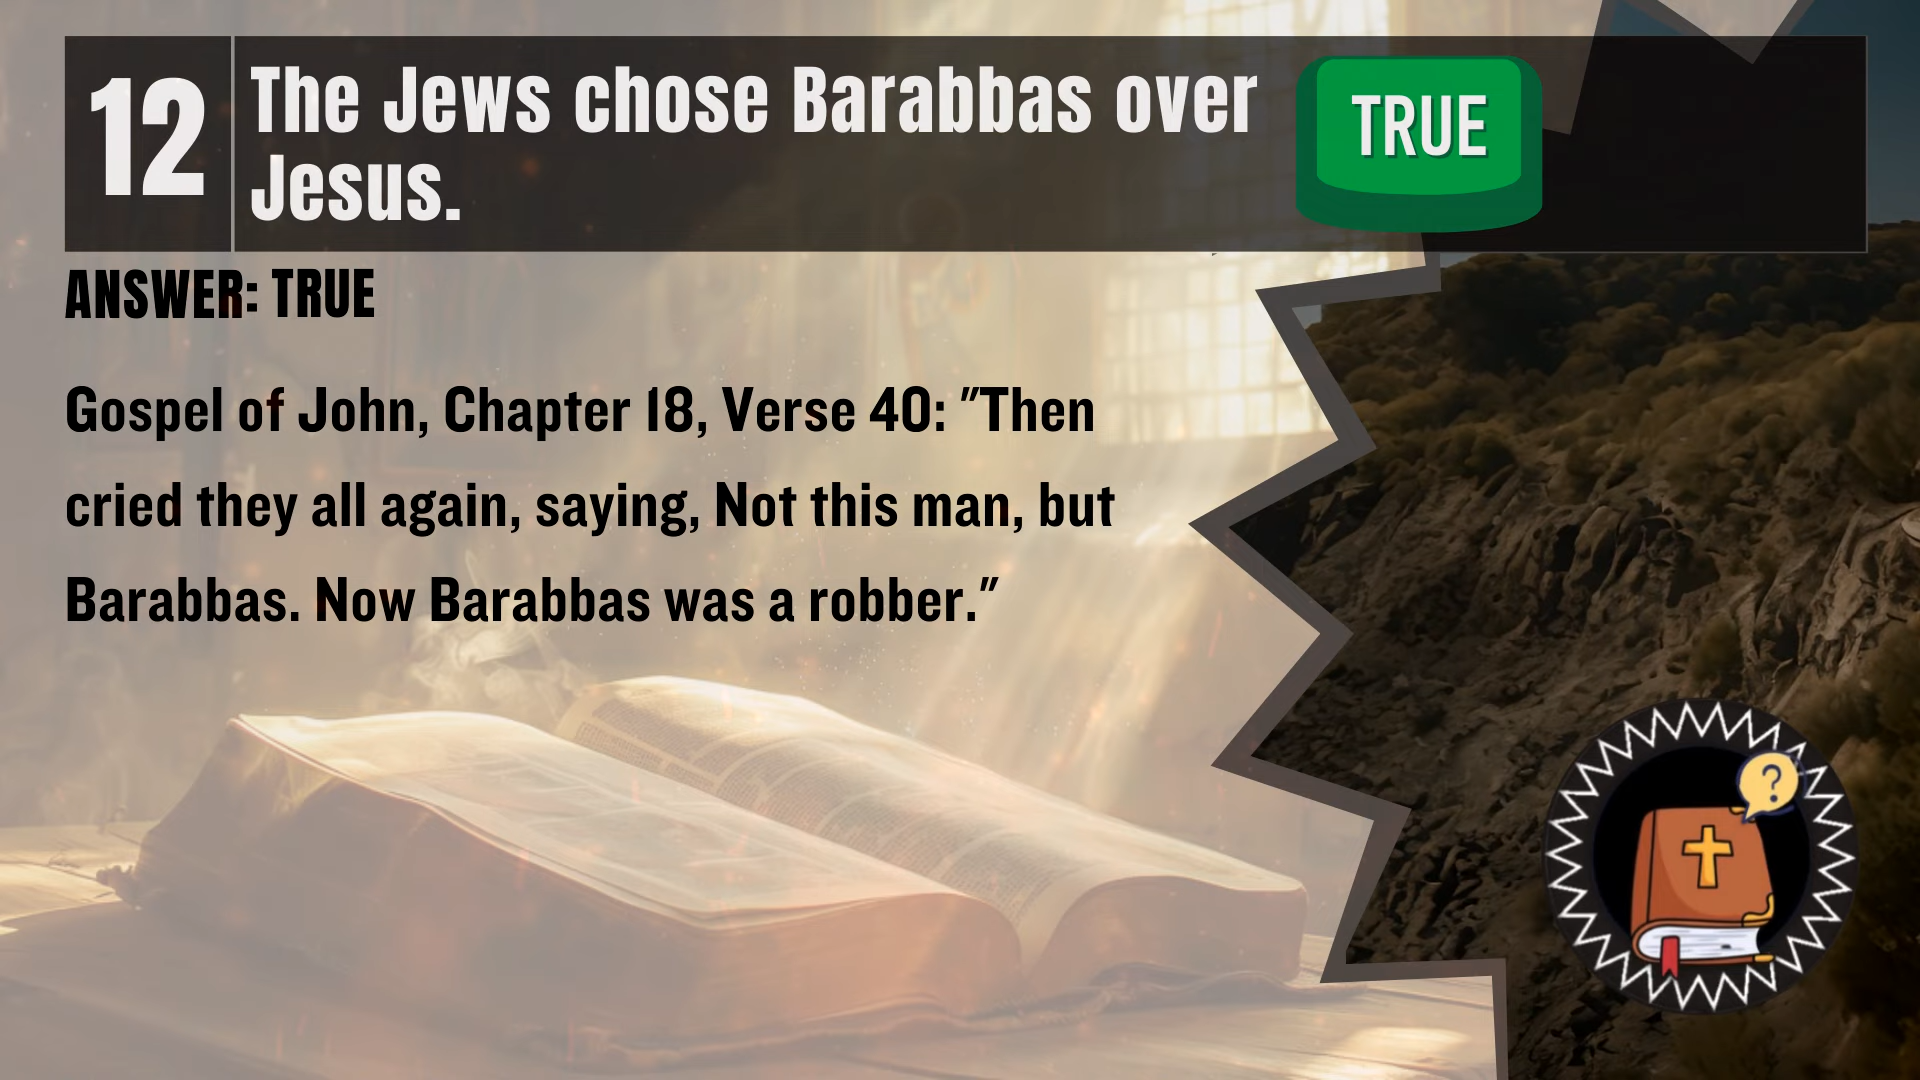 12
The Jews chose Barabbas over
Jesus.
TRUE
ANSWER: TRUE
Gospel of John, Chapter 18, Verse 40: "Then
cried they all again, saying, Not this man, but
Barabbas. Now Barabbas was a robber."
?